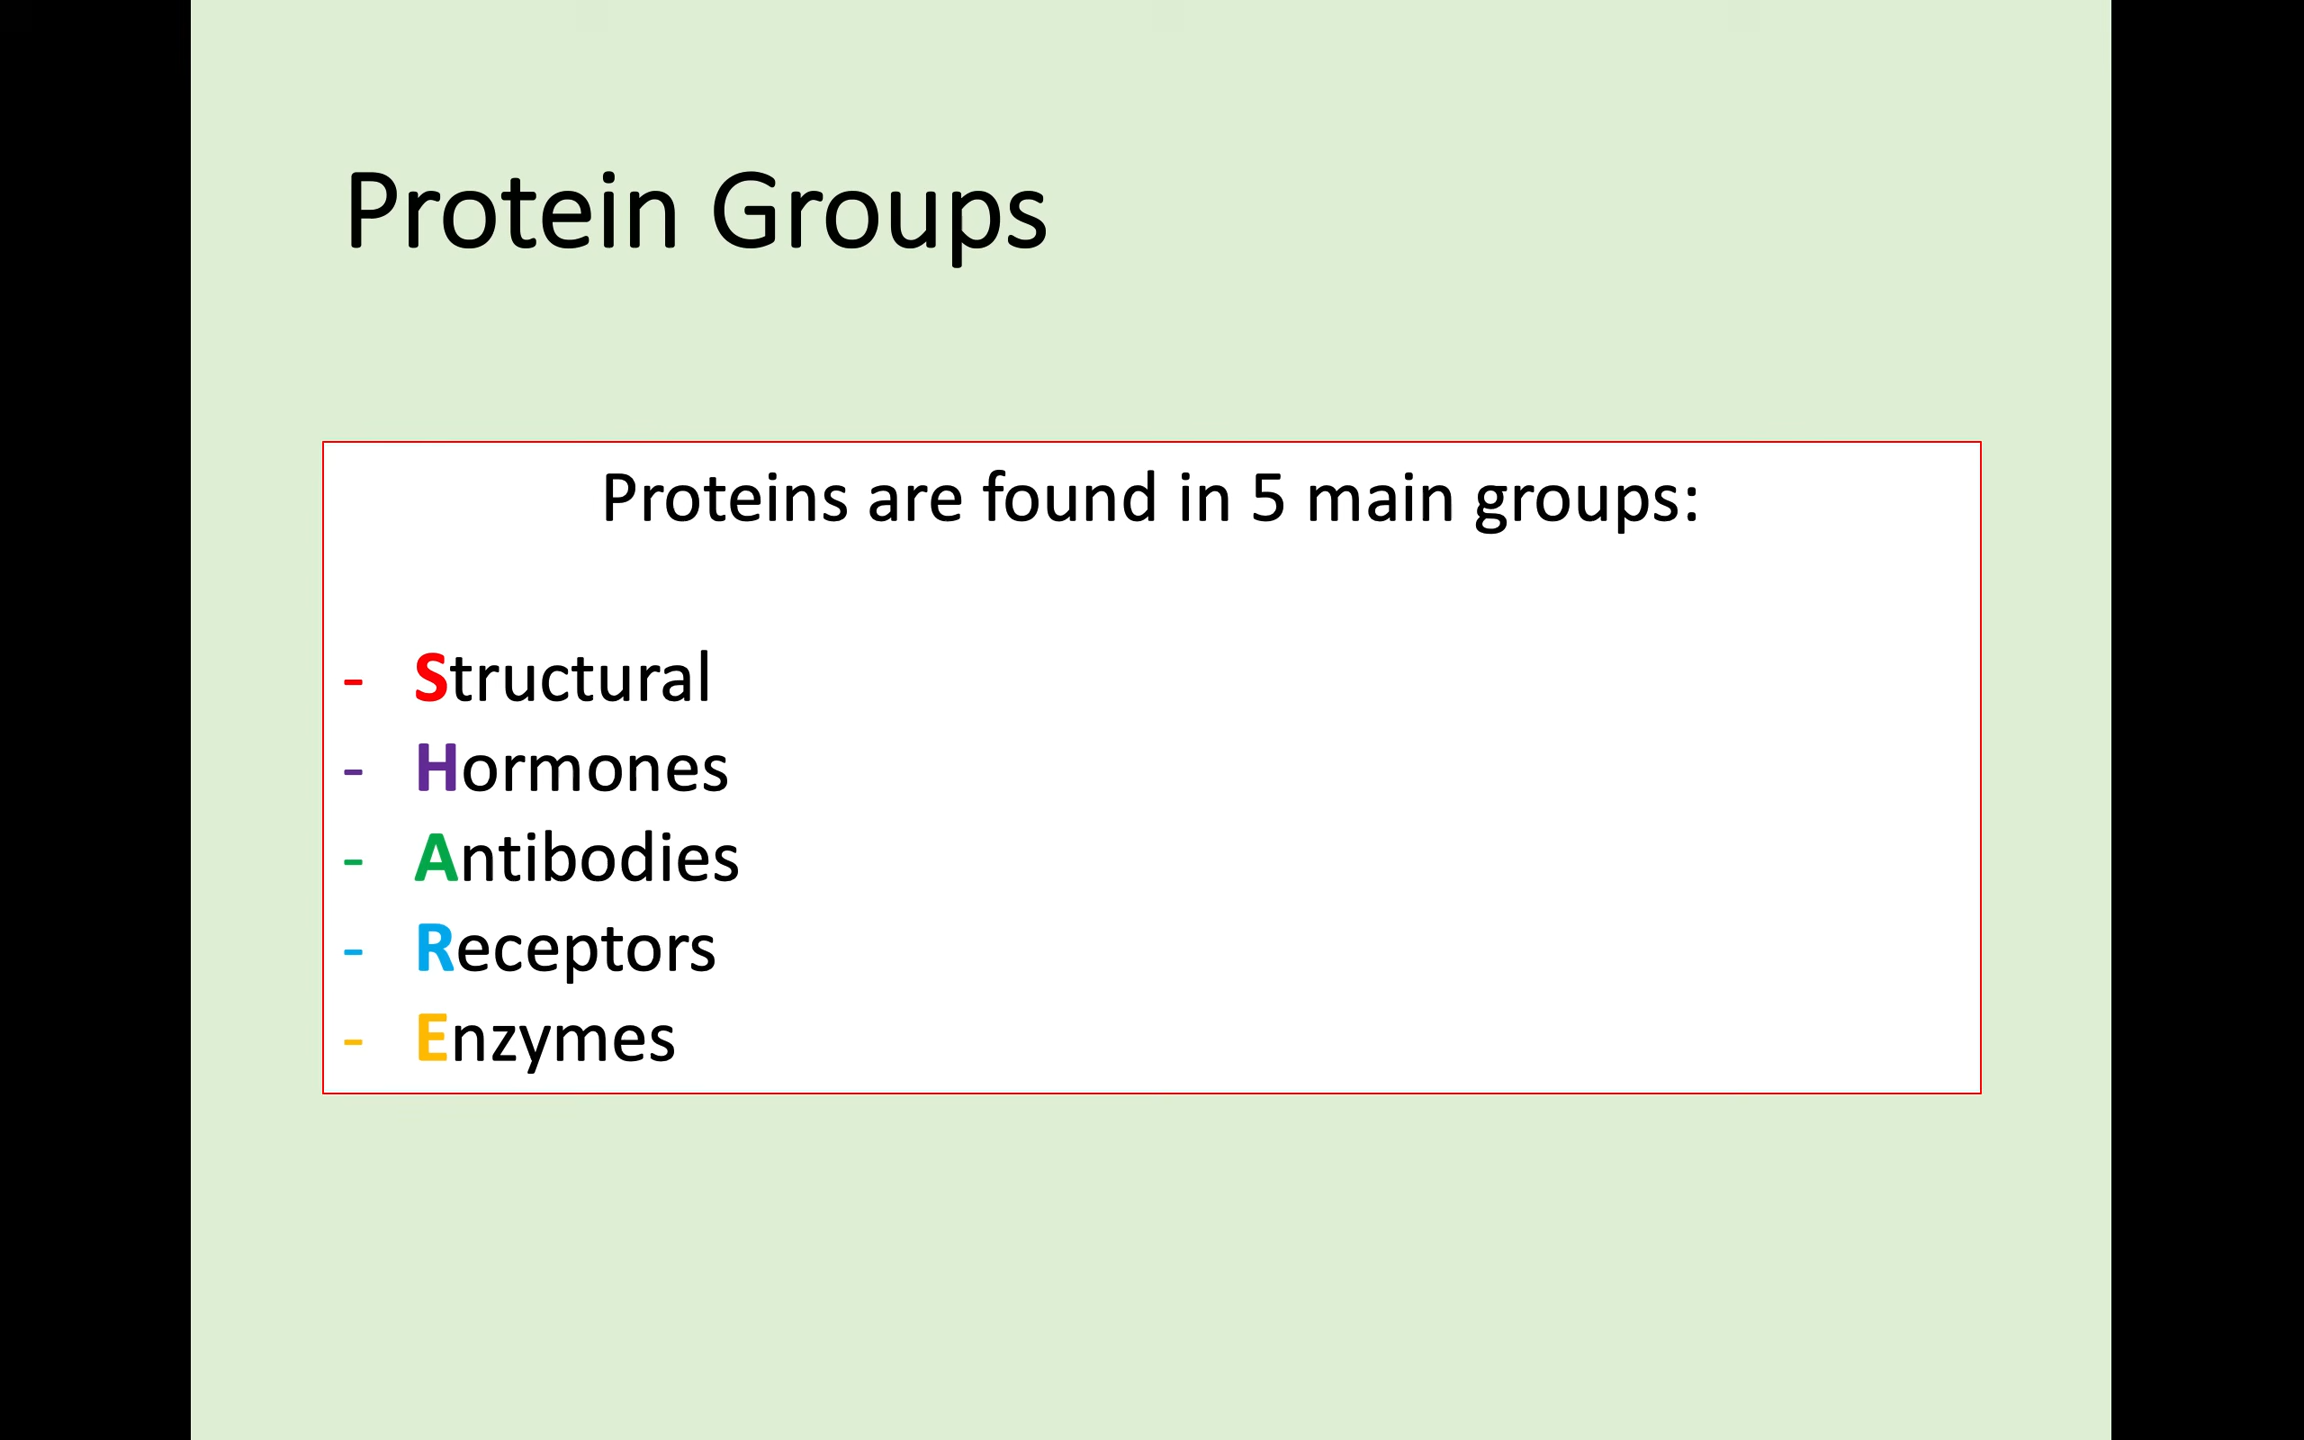 Protein Groups
Proteins are found in 5 main groups:
- Structural
- Hormones
- Antibodies
- Receptors
- Enzymes